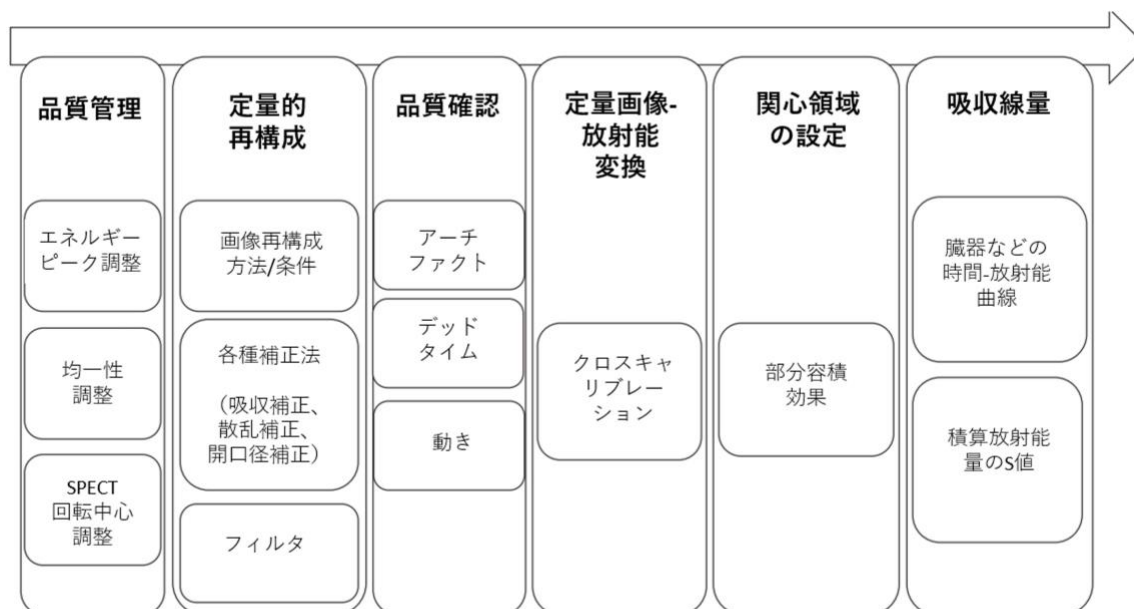 品質管理
エネルギー
ピーク調整
均一性
調整
SPECT
回転中心
調整
定量的
再構成
画像再構成
方法/条件
各種補正法
（吸収補正、
散乱補正、
開口径補正）
フィルタ
品質確認
アーチ
ファクト
デッド
タイム
動き
定量画像-
放射能
変換
クロスキャ
リブレー
ション
関心領域
の設定
部分容積
効果
吸収線量
臓器などの
時間-放射能
曲線
積算放射能
量のS値